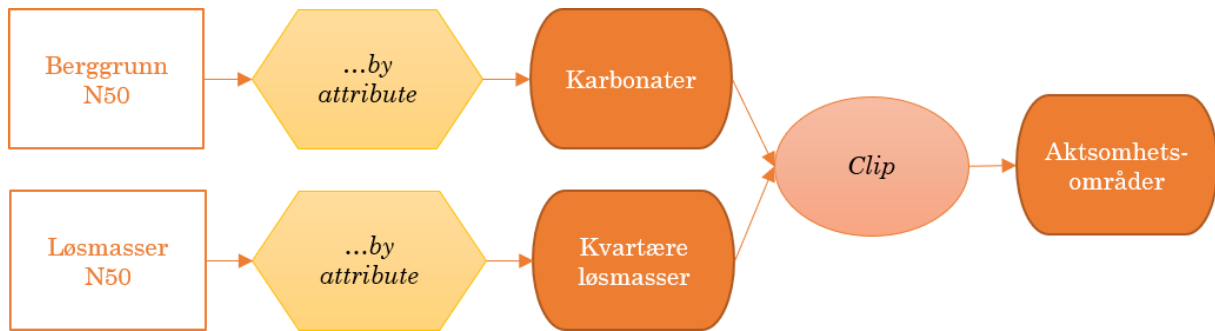 Berggrunn
N50
...by
attribute
Karbonater
Clip
Aktsomhets-
områder
Løsmasser
N50
...by
attribute
Kvartære
løsmasser